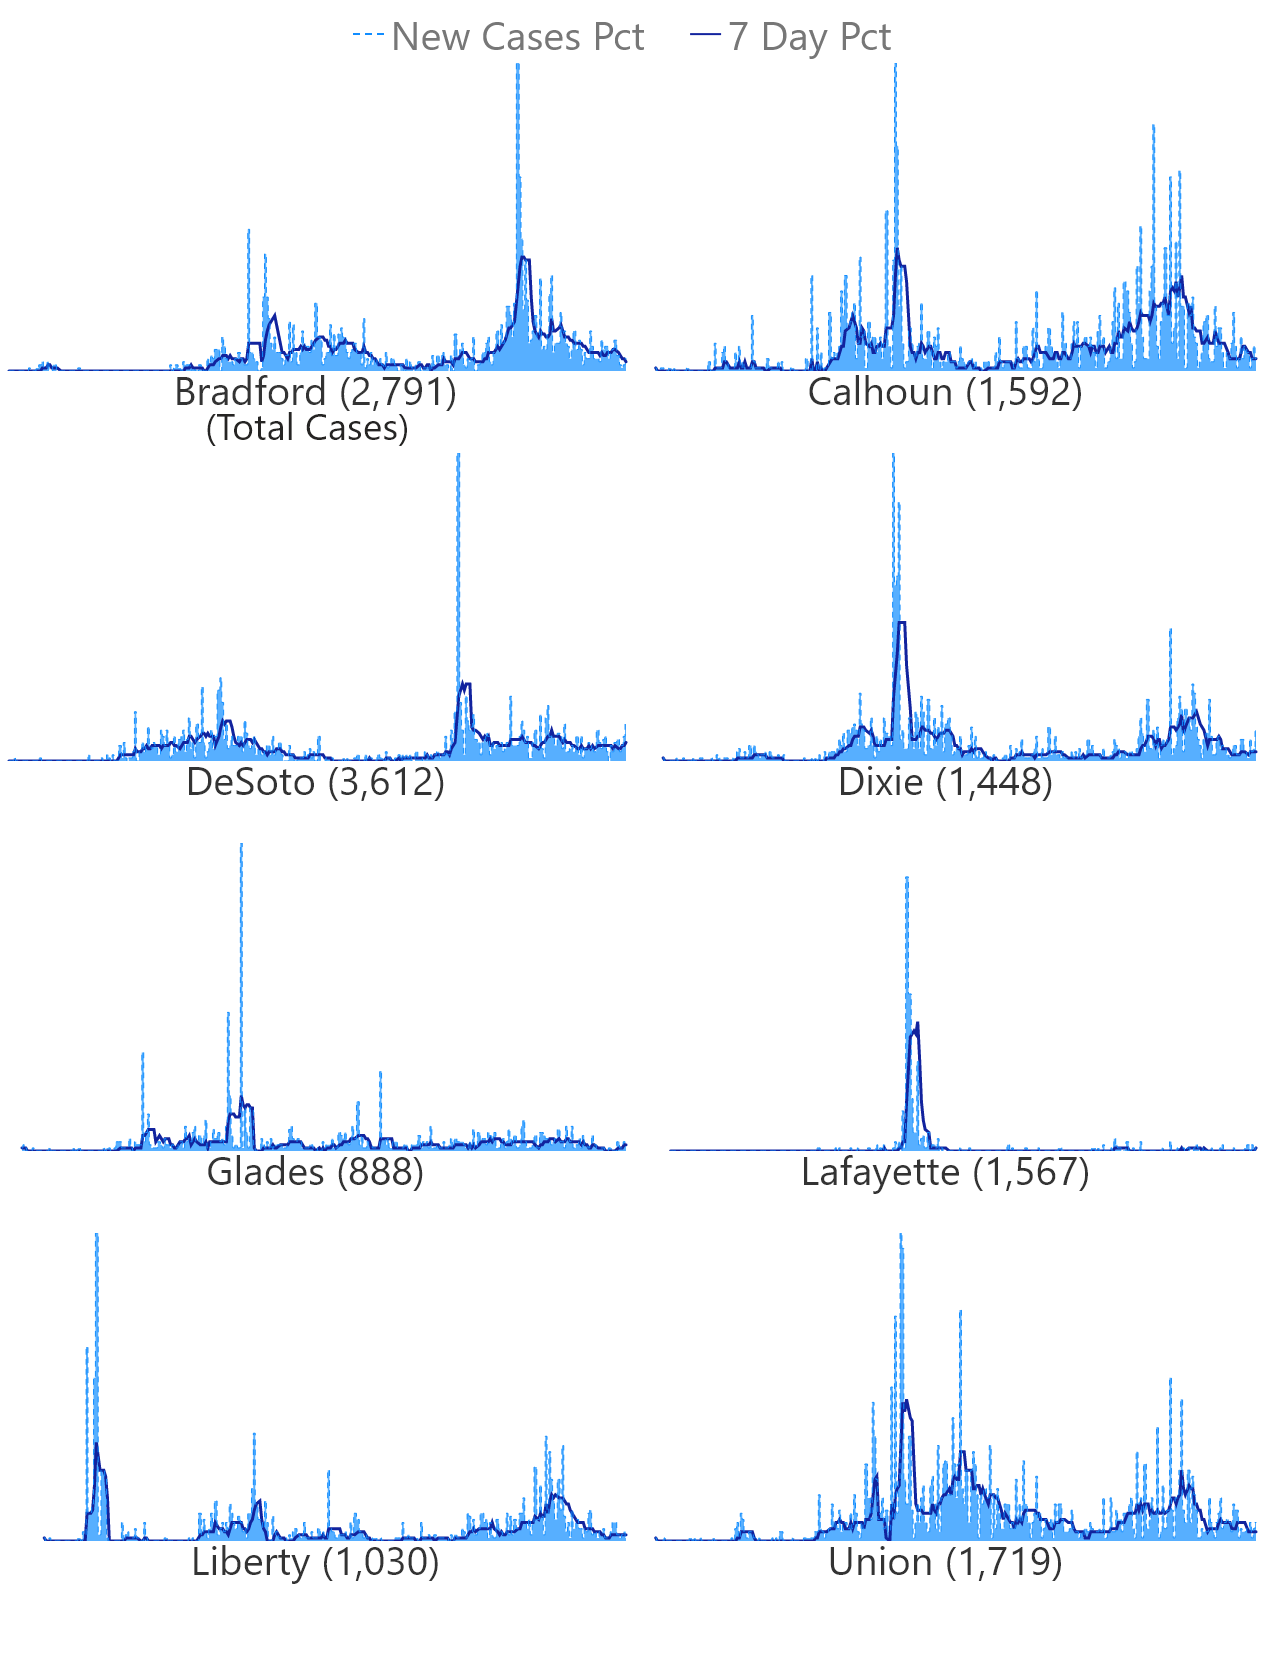 New Cases Pct 7 Day Pct
Bradford (2,791) Calhoun (1,592)
(Total Cases)
DeSoto (3,612) Dixie (1,448)
Glades (888) Lafayette (1,567)
Liberty (1,030) Union (1,719)